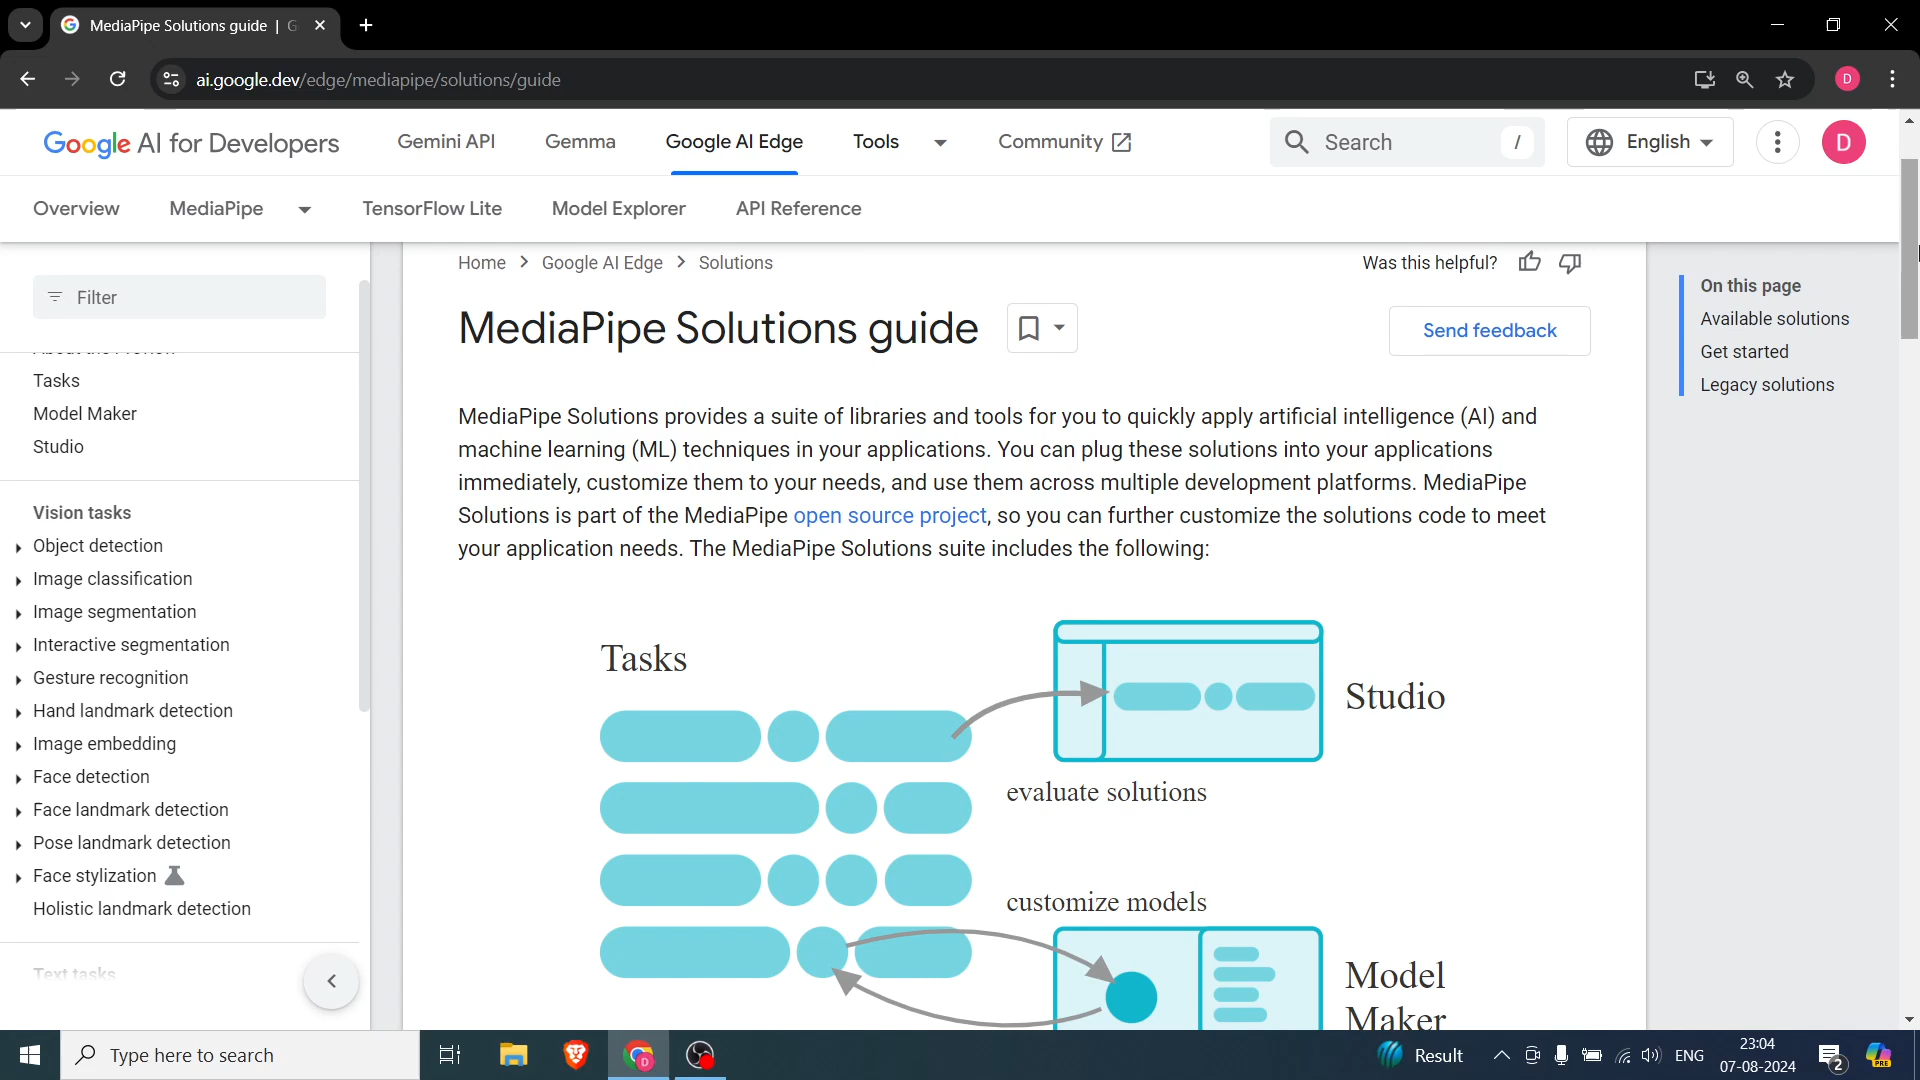 MediaPipe Solutions guide | G
ai.google.dev/edge/mediapipe/solutions/guide
D
Google AI for Developers
Gemini API
Gemma
Google AI Edge
Tools
Community
Search
/
English
D
Overview
MediaPipe
TensorFlow Lite
Model Explorer
API Reference
Filter
Tasks
Model Maker
Studio
Vision tasks
Object detection
Image classification
Image segmentation
Interactive segmentation
Gesture recognition
Hand landmark detection
Image embedding
Face detection
Face landmark detection
Pose landmark detection
Face stylization
Holistic landmark detection
Text tasks
Home > Google AI Edge > Solutions
Was this helpful?
MediaPipe Solutions guide
Send feedback
MediaPipe Solutions provides a suite of libraries and tools for you to quickly apply artificial intelligence (AI) and
machine learning (ML) techniques in your applications. You can plug these solutions into your applications
immediately, customize them to your needs, and use them across multiple development platforms. MediaPipe
Solutions is part of the MediaPipe open source project, so you can further customize the solutions code to meet
your application needs. The MediaPipe Solutions suite includes the following:
Tasks
Studio
evaluate solutions
customize models
Model
Maker
On this page
Available solutions
Get started
Legacy solutions
Type here to search
D
Result
ENG
23:04
07-08-2024
2
PRE